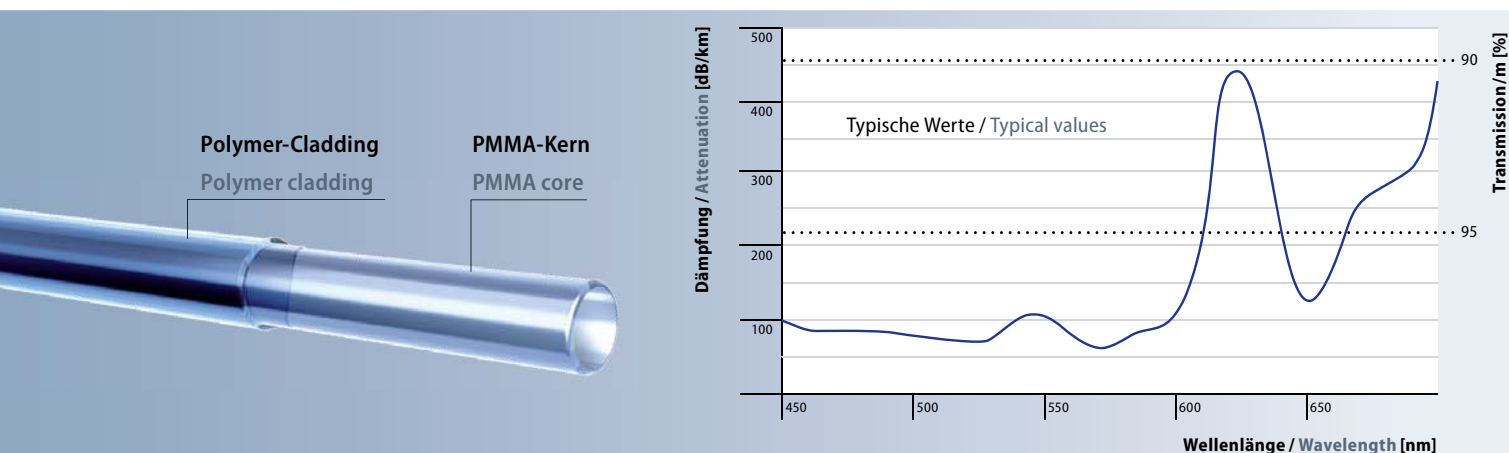 Polymer-Cladding
Polymer cladding
PMMA-Kern
PMMA core
Dämpfung / Attenuation [dB/km]
500
400
300
200
100
Typische Werte / Typical values
90
95
Transmission/m [%]
450
500
550
600
650
Wellenlänge / Wavelength [nm]